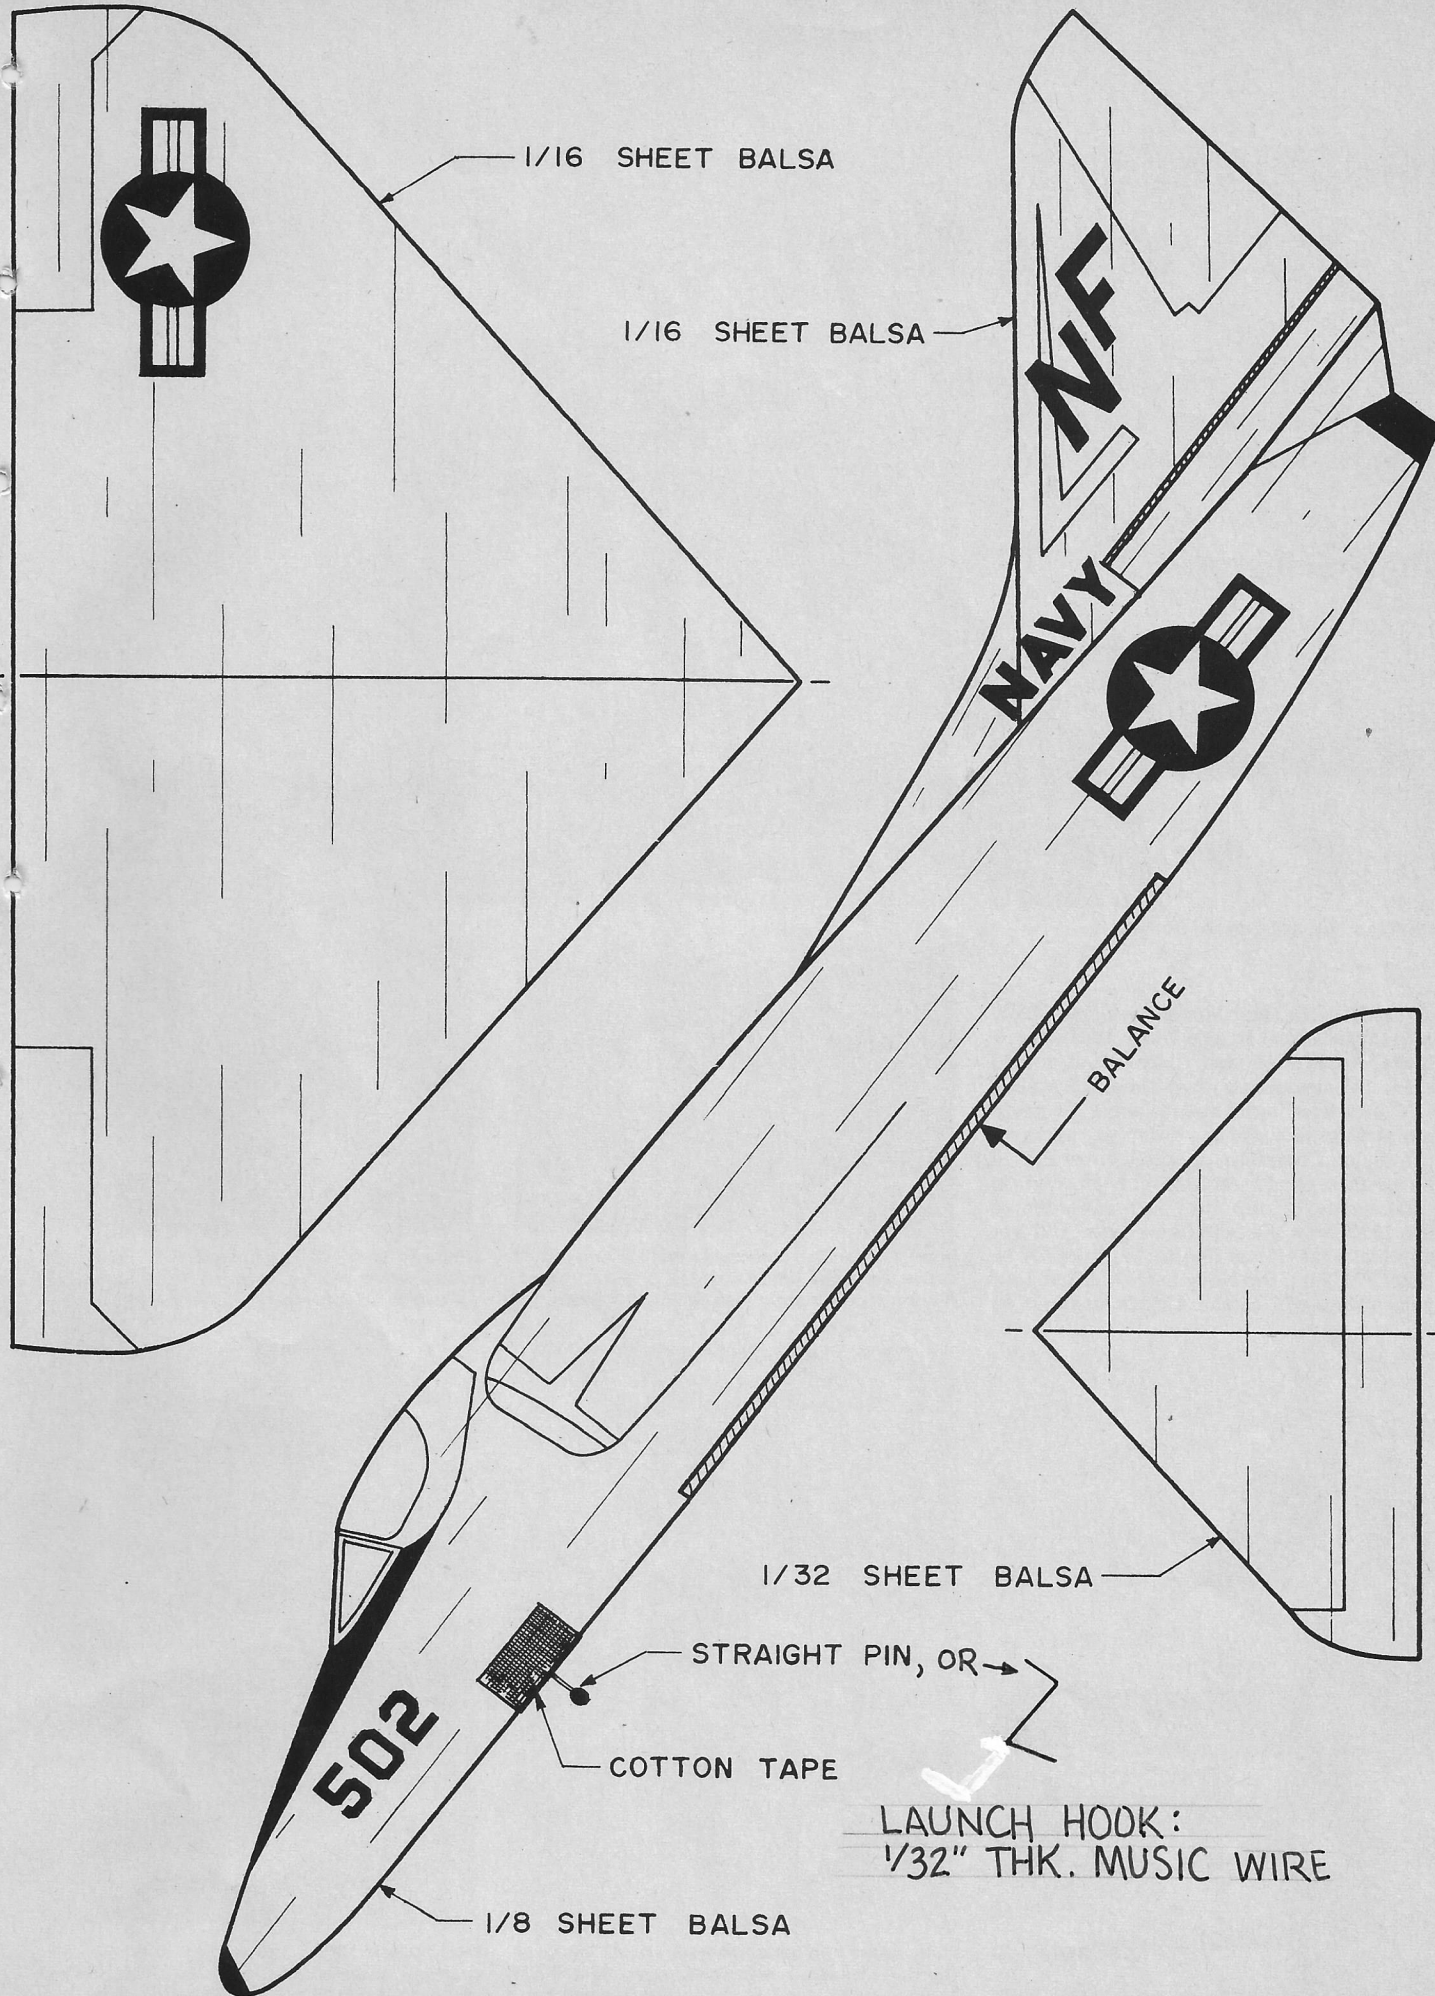 1/16 SHEET BALSA
1/16 SHEET BALSA
NF
NAVY
BALANCE
1/32 SHEET BALSA
STRAIGHT PIN, OR
COTTON TAPE
502
LAUNCH HOOK:
1/32" THK. MUSIC WIRE
1/8 SHEET BALSA